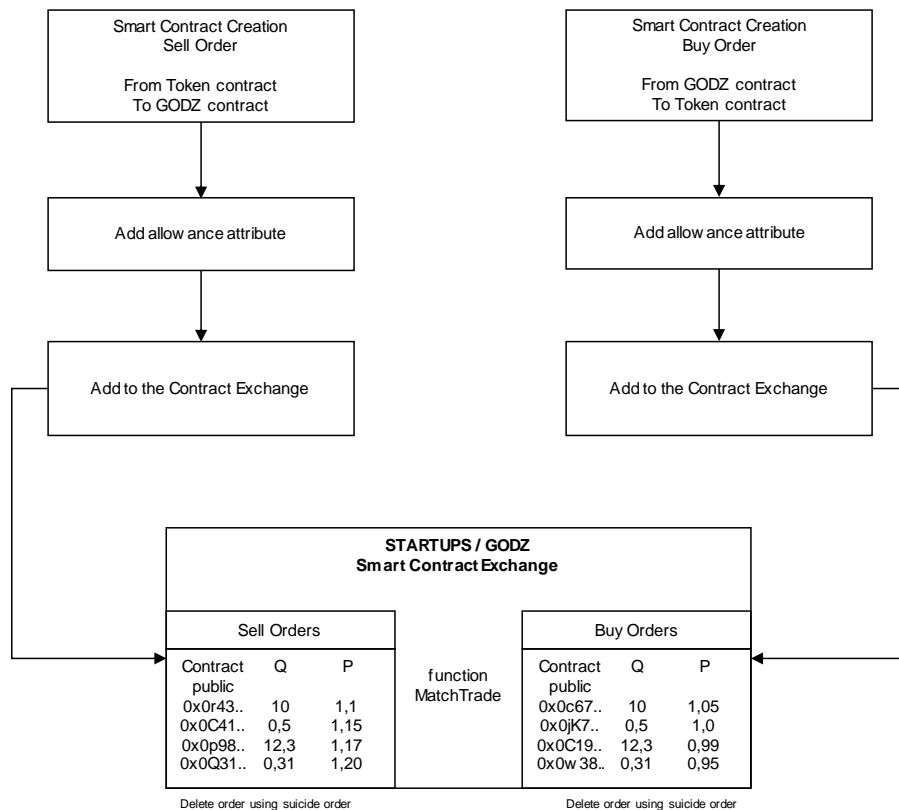 Smart Contract Creation
Sell Order
From Token contract
To GODZ contract
Smart Contract Creation
Buy Order
From GODZ contract
To Token contract
Add allowance attribute
Add allowance attribute
Add to the Contract Exchange
Add to the Contract Exchange
STARTUPS / GODZ
Smart Contract Exchange
Sell Orders
Contract public Q P
0x0r43.. 10 1,1
0x0C41.. 0,5 1,15
0x0p98.. 12,3 1,17
0x0Q31.. 0,31 1,20
function
MatchTrade
Buy Orders
Contract public Q P
0x0c67.. 10 1,05
0x0jK7.. 0,5 1,0
0x0C19.. 12,3 0,99
0x0w38.. 0,31 0,95
Delete order using suicide order
Delete order using suicide order